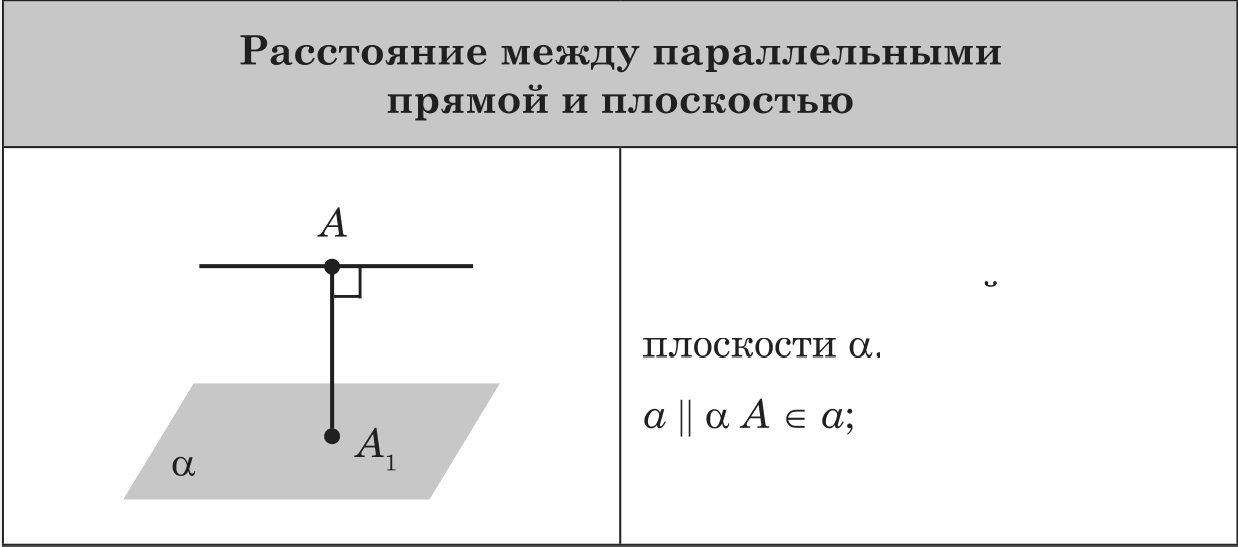 Расстояние между параллельными
прямой и плоскостью
A
α
A₁
плоскости α.
a ∥ α A ∈ a;